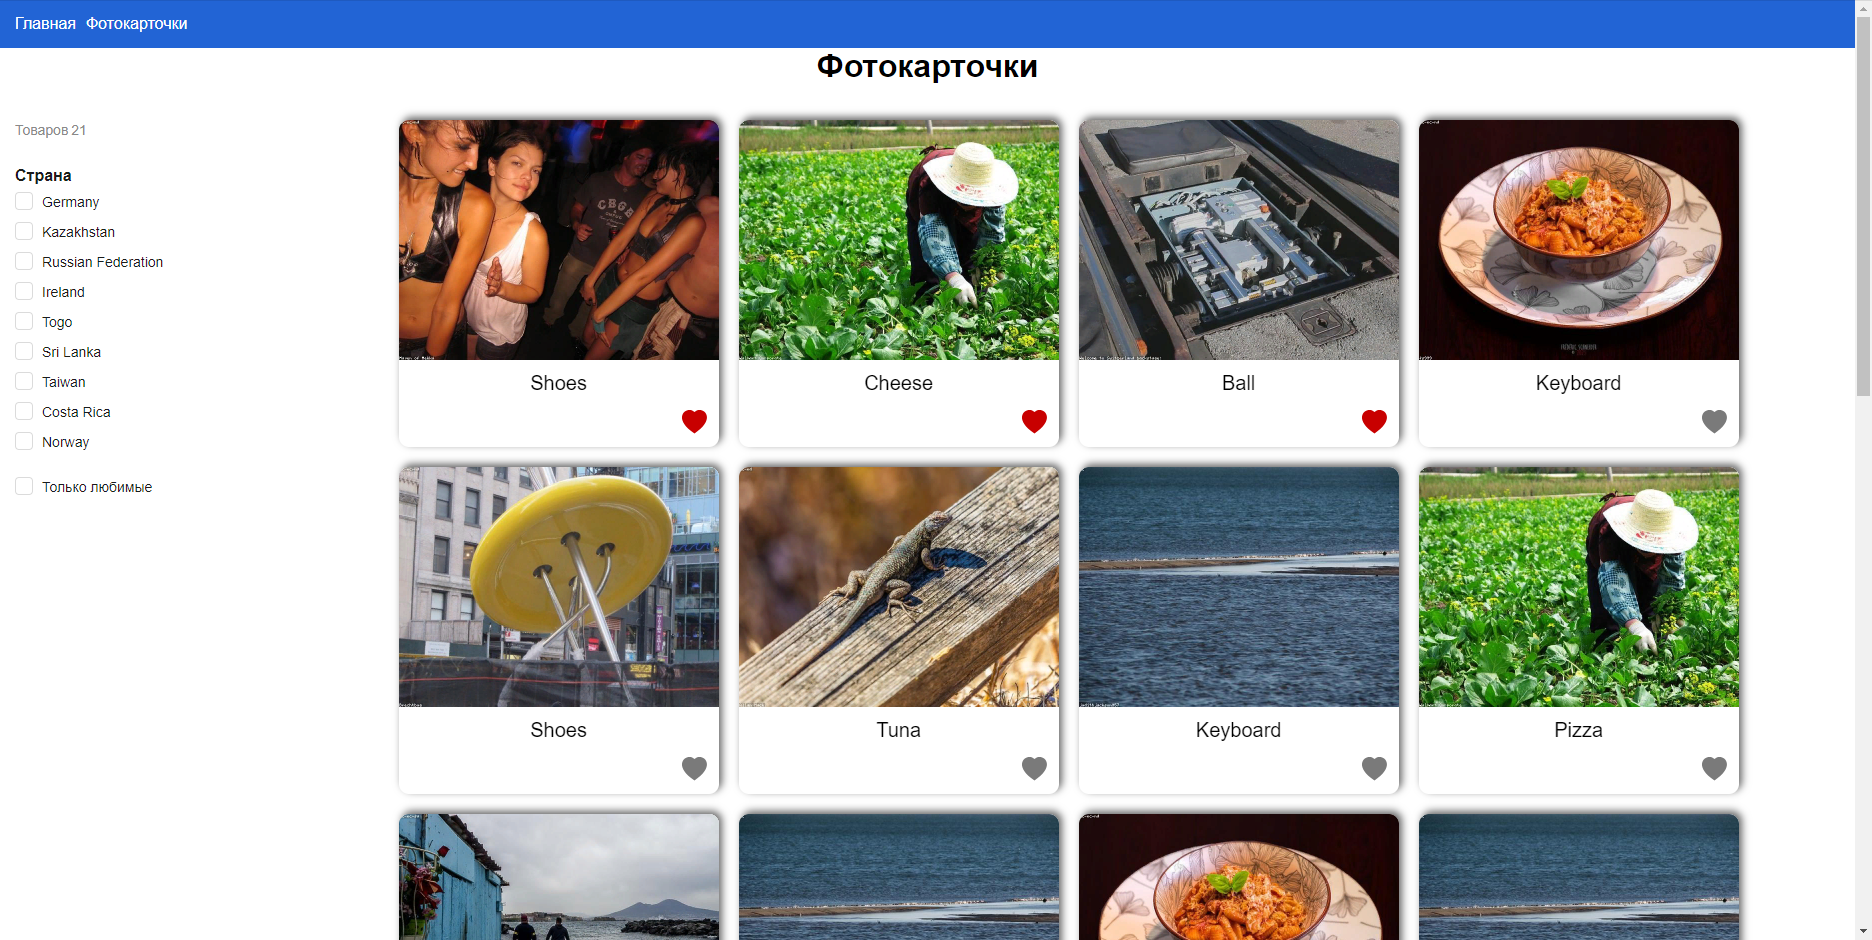 Главная Фотокарточки
Фотокарточки
Товаров 21
Страна
Germany
Kazakhstan
Russian Federation
Ireland
Togo
Sri Lanka
Taiwan
Costa Rica
Norway
Только любимые
CBGB
Shoes
Cheese
Ball
Keyboard
Shoes
Tuna
Keyboard
Pizza